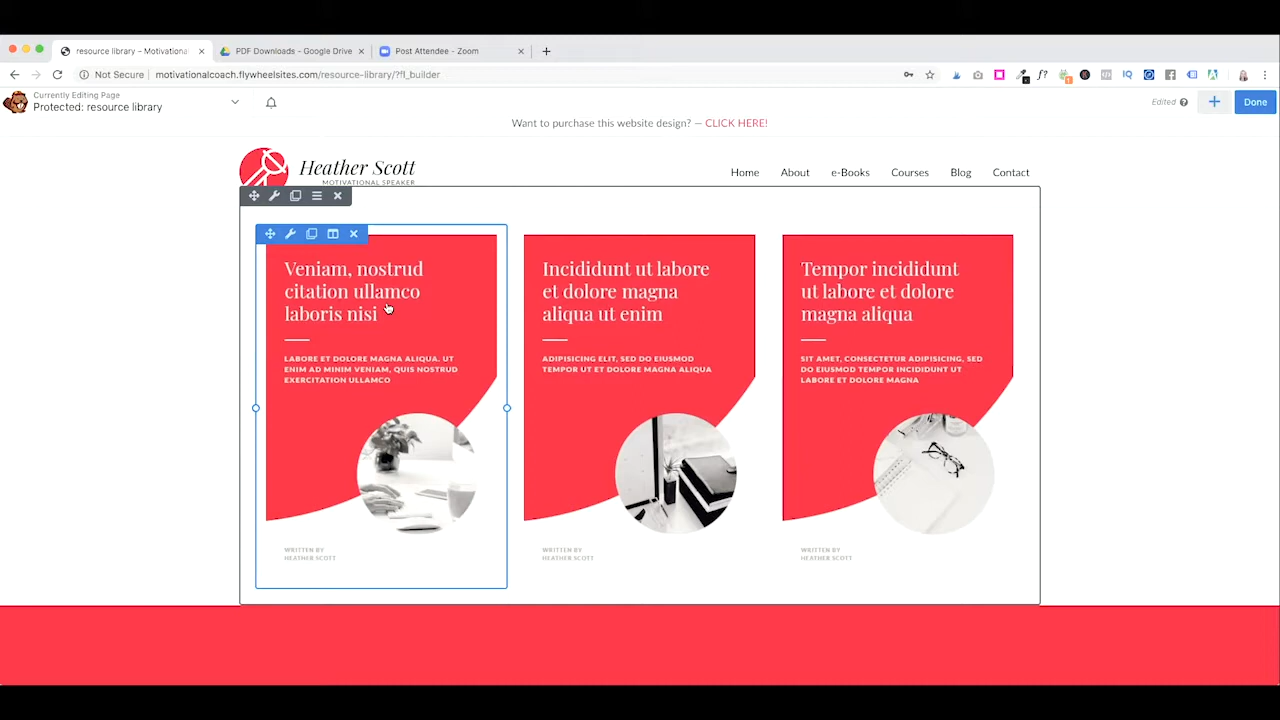 resource library – Motivationa
PDF Downloads - Google Drive
Post Attendee - Zoom
Not Secure
motivationalcoach.flywheelsites.com/resource-library/?fl_builder
Currently Editing Page
Protected: resource library
Edited
Done
Want to purchase this website design? — CLICK HERE!
Heather Scott
MOTIVATIONAL SPEAKER
Home
About
e-Books
Courses
Blog
Contact
Veniam, nostrud
citation ullamco
laboris nisi
LABORE ET DOLORE MAGNA ALIQUA. UT
ENIM AD MINIM VENIAM, QUIS NOSTRUD
EXERCITATION ULLAMCO
WRITTEN BY
HEATHER SCOTT
Incididunt ut labore
et dolore magna
aliqua ut enim
ADIPISICING ELIT, SED DO EIUSMOD
TEMPOR UT ET DOLORE MAGNA ALIQUA
WRITTEN BY
HEATHER SCOTT
Tempor incididunt
ut labore et dolore
magna aliqua
SIT AMET, CONSECTETUR ADIPISICING, SED
DO EIUSMOD TEMPOR INCIDIDUNT UT
LABORE ET DOLORE MAGNA
WRITTEN BY
HEATHER SCOTT